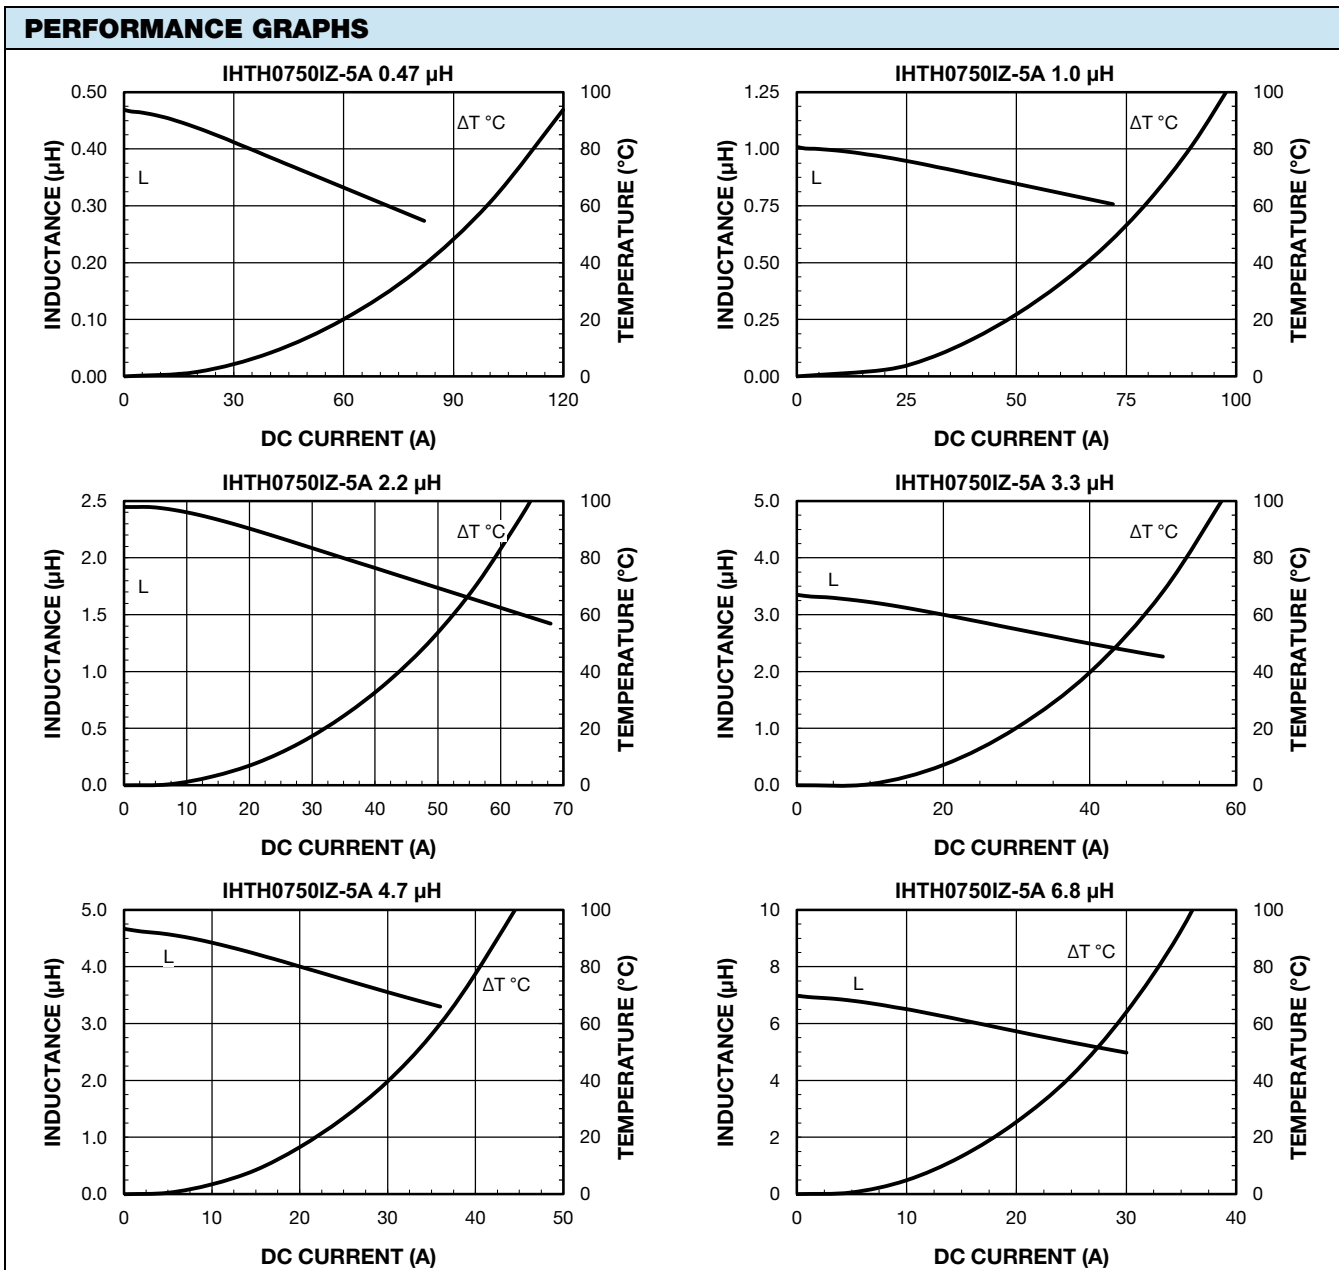 PERFORMANCE GRAPHS
IHTH0750IZ-5A 0.47 µH
0.50
0.40
0.30
0.20
0.10
0.00
INDUCTANCE (µH)
L
ΔT °C
100
80
60
40
20
0
TEMPERATURE (°C)
0 30 60 90 120
DC CURRENT (A)
IHTH0750IZ-5A 1.0 µH
1.25
1.00
0.75
0.50
0.25
0.00
INDUCTANCE (µH)
L
ΔT °C
100
80
60
40
20
0
TEMPERATURE (°C)
0 25 50 75 100
DC CURRENT (A)
IHTH0750IZ-5A 2.2 µH
2.5
2.0
1.5
1.0
0.5
0.0
INDUCTANCE (µH)
L
ΔT °C
100
80
60
40
20
0
TEMPERATURE (°C)
0 10 20 30 40 50 60 70
DC CURRENT (A)
IHTH0750IZ-5A 3.3 µH
5.0
4.0
3.0
2.0
1.0
0.0
INDUCTANCE (µH)
L
ΔT °C
100
80
60
40
20
0
TEMPERATURE (°C)
0 20 40 60
DC CURRENT (A)
IHTH0750IZ-5A 4.7 µH
5.0
4.0
3.0
2.0
1.0
0.0
INDUCTANCE (µH)
L
ΔT °C
100
80
60
40
20
0
TEMPERATURE (°C)
0 10 20 30 40 50
DC CURRENT (A)
IHTH0750IZ-5A 6.8 µH
10
8
6
4
2
0
INDUCTANCE (µH)
L
ΔT °C
100
80
60
40
20
0
TEMPERATURE (°C)
0 10 20 30 40
DC CURRENT (A)